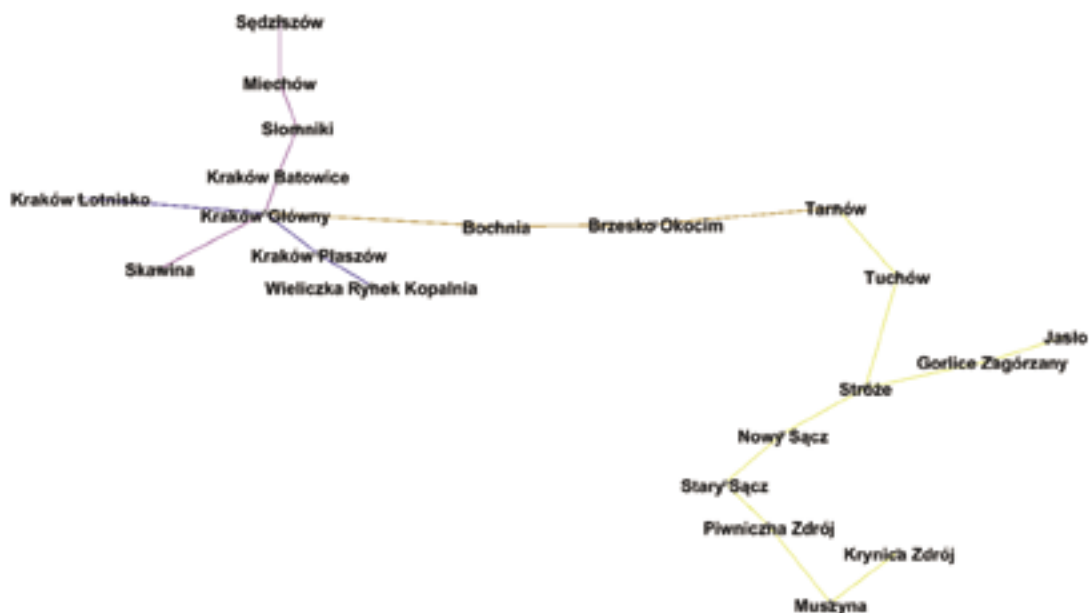 Sędziszów
Miechów
Słomniki
Kraków Batowice
Kraków Łotnisko
Kraków Główny
Tarnów
Bochnia
Brzesko Okocim
Kraków Płaszów
Skawina
Tuchów
Wieliczka Rynek Kopalnia
Jasło
Gorlice Zagórzany
Stróże
Nowy Sącz
Stary Sącz
Piwniczna Zdrój
Krynica Zdrój
Muszyna